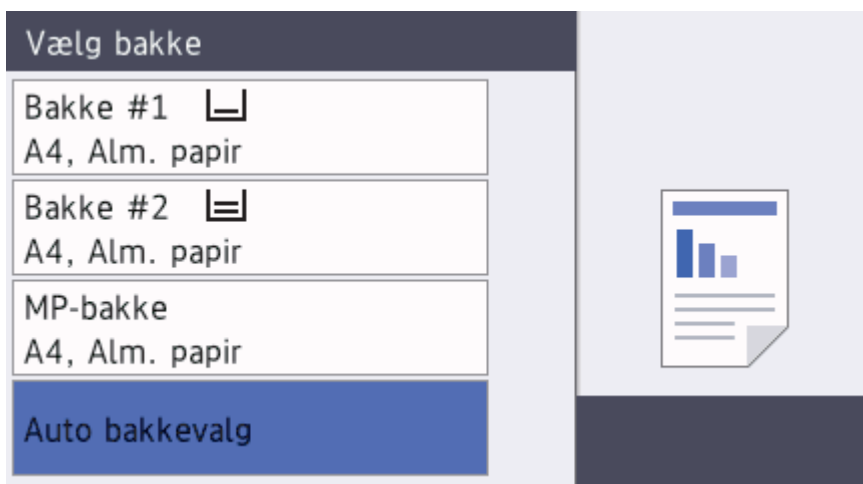 Vælg bakke
Bakke #1
A4, Alm. papir
Bakke #2
A4, Alm. papir
MP-bakke
A4, Alm. papir
Auto bakkevalg